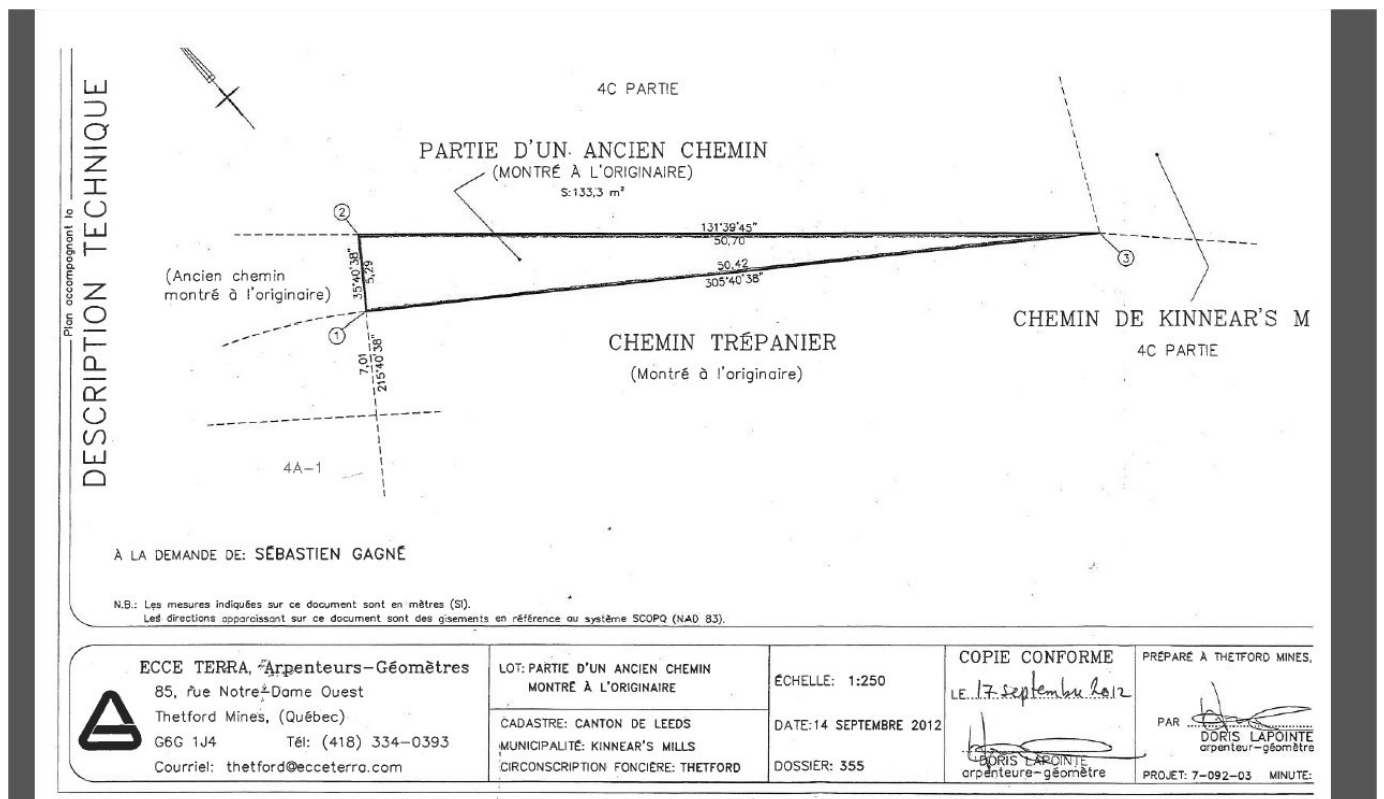 Plan accompagnant la
DESCRIPTION TECHNIQUE
4C PARTIE
PARTIE D'UN ANCIEN CHEMIN
(MONTRÉ À L'ORIGINAIRE)
S:133,3 m²
2
131°39'45"
50,70
3
(Ancien chemin
montré à l'originaire)
35°40'38"
5,29
50,42
305°40'38"
1
7,01
215°40'38"
CHEMIN TRÉPANIER
(Montré à l'originaire)
CHEMIN DE KINNEAR'S M
4C PARTIE
4A-1
À LA DEMANDE DE: SÉBASTIEN GAGNÉ
N.B.: Les mesures indiquées sur ce document sont en mètres (SI).
Les directions apparaissant sur ce document sont des gisements en référence au système SCOPQ (NAD 83).
ECCE TERRA, Arpenteurs-Géomètres
85, rue Notre-Dame Ouest
Thetford Mines, (Québec)
G6G 1J4 Tél: (418) 334-0393
Courriel: thetford@ecceterra.com
LOT: PARTIE D'UN ANCIEN CHEMIN
MONTRÉ À L'ORIGINAIRE
CADASTRE: CANTON DE LEEDS
MUNICIPALITÉ: KINNEAR'S MILLS
CIRCONSCRIPTION FONCIÈRE: THETFORD
ÉCHELLE: 1:250
DATE: 14 SEPTEMBRE 2012
DOSSIER: 355
COPIE CONFORME
LE 17 septembre 2012
DORIS LAPOINTE
arpenteure-géomètre
PRÉPARÉ À THETFORD MINES,
PAR
DORIS LAPOINTE
arpenteur-géomètre
PROJET: 7-092-03 MINUTE: